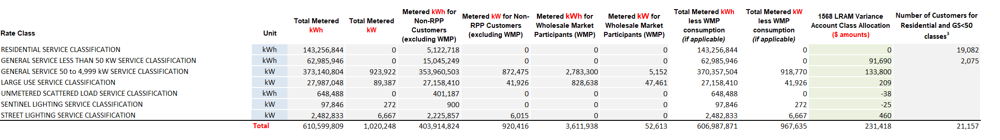 Rate Class
Unit
Total Metered
kWh
Total Metered
kW
Metered kWh for
Non-RPP
Customers
(excluding WMP)
Metered kW for Non-
RPP Customers
(excluding WMP)
Metered kWh for
Wholesale Market
Participants (WMP)
Metered kW for
Wholesale Market
Participants (WMP)
Total Metered kWh
less WMP
consumption
(if applicable)
Total Metered kW
less WMP
consumption
(if applicable)
1568 LRAM Variance
Account Class Allocation
($ amounts)
Number of Customers for
Residential and GS<50
classes³
RESIDENTIAL SERVICE CLASSIFICATION kWh 143,256,844 0 5,122,718 0 0 0 143,256,844 0 0 19,082
GENERAL SERVICE LESS THAN 50 KW SERVICE CLASSIFICATION kWh 62,985,946 0 15,045,249 0 0 0 62,985,946 0 91,690 2,075
GENERAL SERVICE 50 to 4,999 kW SERVICE CLASSIFICATION kW 373,140,804 923,922 353,960,503 872,475 2,783,300 5,152 370,357,504 918,770 133,800
LARGE USE SERVICE CLASSIFICATION kW 27,987,048 89,387 27,158,410 41,926 828,638 47,461 27,158,410 41,926 209
UNMETERED SCATTERED LOAD SERVICE CLASSIFICATION kWh 648,488 0 401,187 0 0 0 648,488 0 -38
SENTINEL LIGHTING SERVICE CLASSIFICATION kW 97,846 272 900 0 0 0 97,846 272 -25
STREET LIGHTING SERVICE CLASSIFICATION kW 2,482,833 6,667 2,225,857 6,015 0 0 2,482,833 6,667 460
Total 610,599,809 1,020,248 403,914,824 920,416 3,611,938 52,613 606,987,871 967,635 231,418 21,157